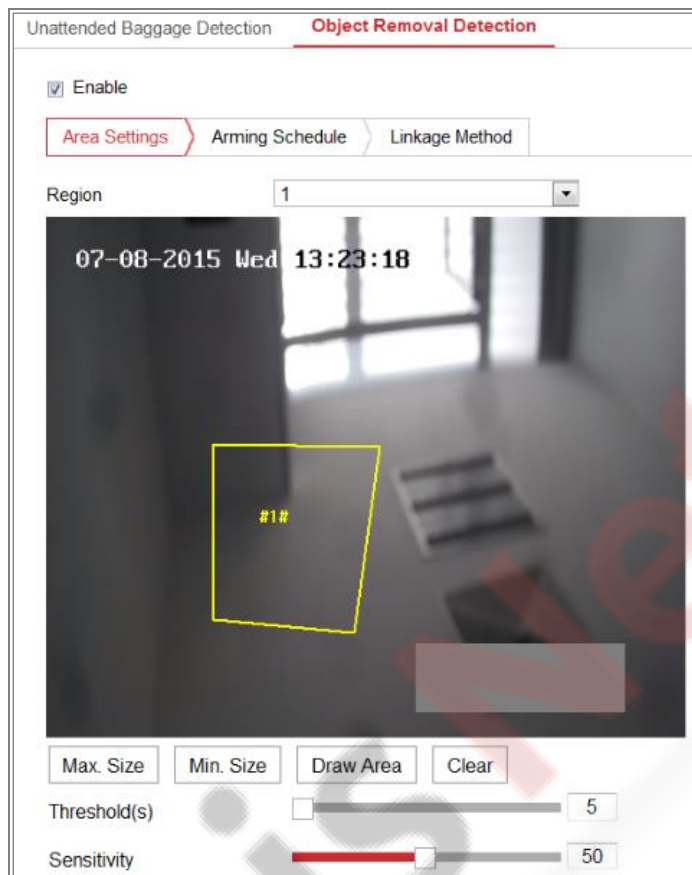 Unattended Baggage Detection Object Removal Detection
Enable
Area Settings Arming Schedule Linkage Method
Region 1
07-08-2015 Wed 13:23:18
#1#
Max. Size Min. Size Draw Area Clear
Threshold(s) 5
Sensitivity 50